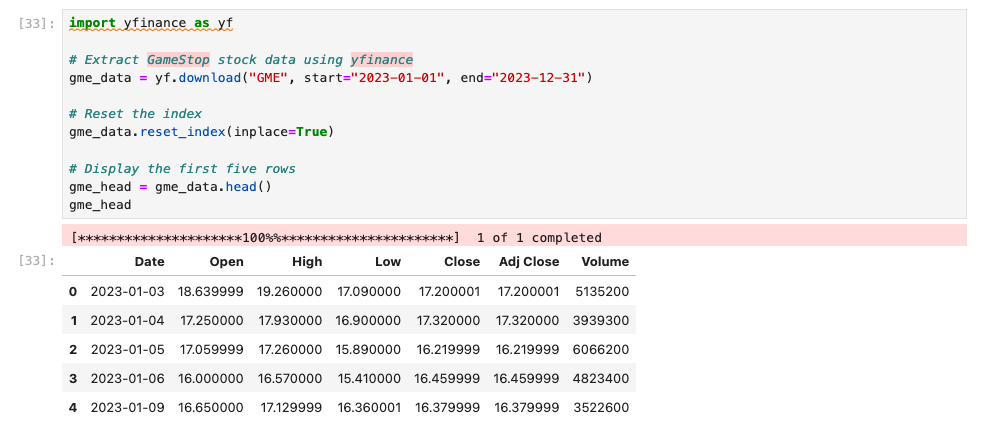 [33]: import yfinance as yf
# Extract GameStop stock data using yfinance
gme_data = yf.download("GME", start="2023-01-01", end="2023-12-31")
# Reset the index
gme_data.reset_index(inplace=True)
# Display the first five rows
gme_head = gme_data.head()
gme_head
[*********************100%%**********************]  1 of 1 completed
[33]: Date Open High Low Close Adj Close Volume
0 2023-01-03 18.639999 19.260000 17.090000 17.200001 17.200001 5135200
1 2023-01-04 17.250000 17.930000 16.900000 17.320000 17.320000 3939300
2 2023-01-05 17.059999 17.260000 15.890000 16.219999 16.219999 6066200
3 2023-01-06 16.000000 16.570000 15.410000 16.459999 16.459999 4823400
4 2023-01-09 16.650000 17.129999 16.360001 16.379999 16.379999 3522600